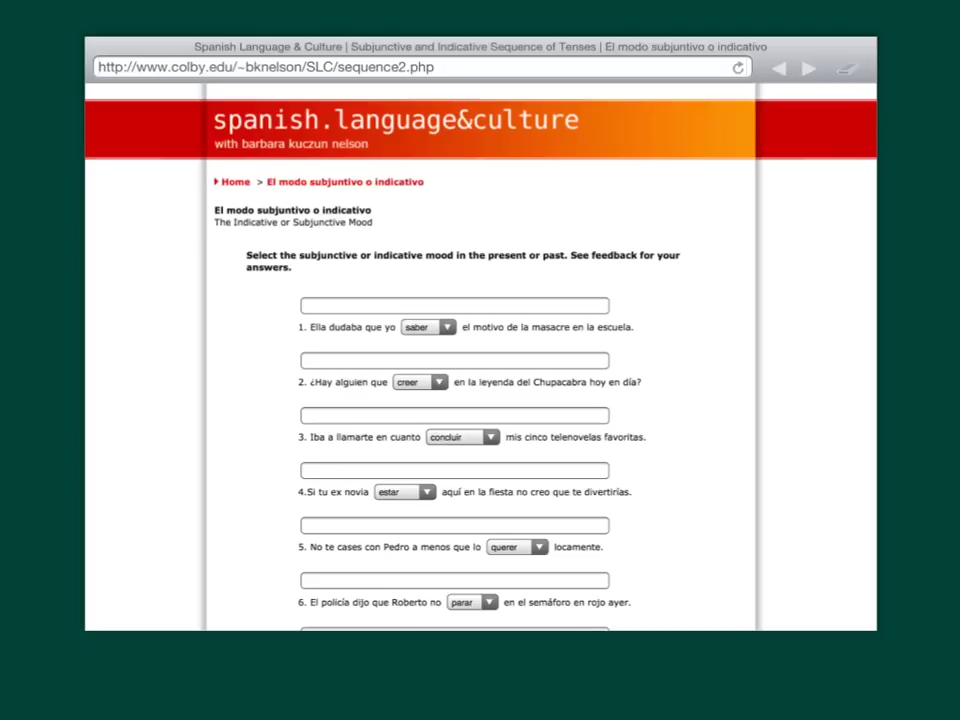 Spanish Language & Culture | Subjunctive and Indicative Sequence of Tenses | El modo subjuntivo o indicativo
http://www.colby.edu/~bknelson/SLC/sequence2.php
spanish.language&culture
with barbara kuczun nelson
Home > El modo subjuntivo o indicativo
El modo subjuntivo o indicativo
The Indicative or Subjunctive Mood
Select the subjunctive or indicative mood in the present or past. See feedback for your
answers.
1. Ella dudaba que yo saber el motivo de la masacre en la escuela.
2. ¿Hay alguien que creer en la leyenda del Chupacabra hoy en día?
3. Iba a llamarte en cuanto concluir mis cinco telenovelas favoritas.
4.Si tu ex novia estar aquí en la fiesta no creo que te divertirías.
5. No te cases con Pedro a menos que lo querer locamente.
6. El policía dijo que Roberto no parar en el semáforo en rojo ayer.